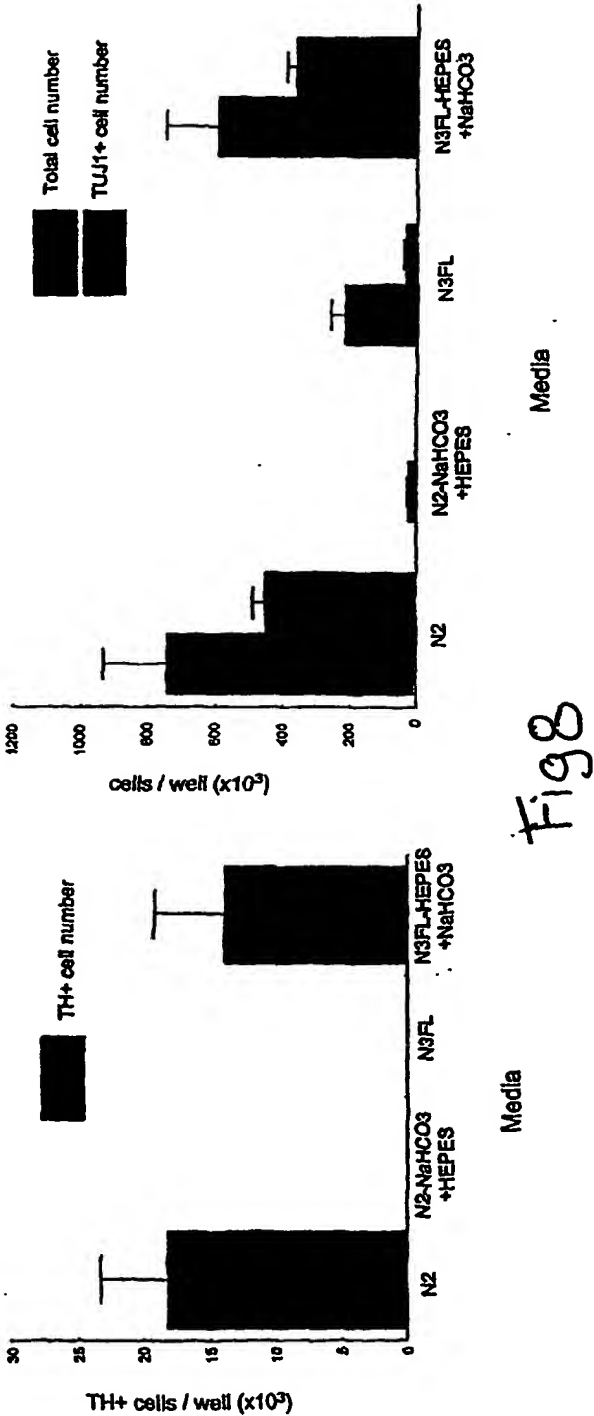 TH+ cells / well (x10³)
30
25
20
15
10
5
0
TH+ cell number
N2
N2-NaHCO3
+HEPES
N3FL
N3FL-HEPES
+NaHCO3
Media
cells / well (x10³)
1200
1000
800
600
400
200
0
Total cell number
TUJ1+ cell number
N2
N2-NaHCO3
+HEPES
N3FL
N3FL-HEPES
+NaHCO3
Media
Fig 8